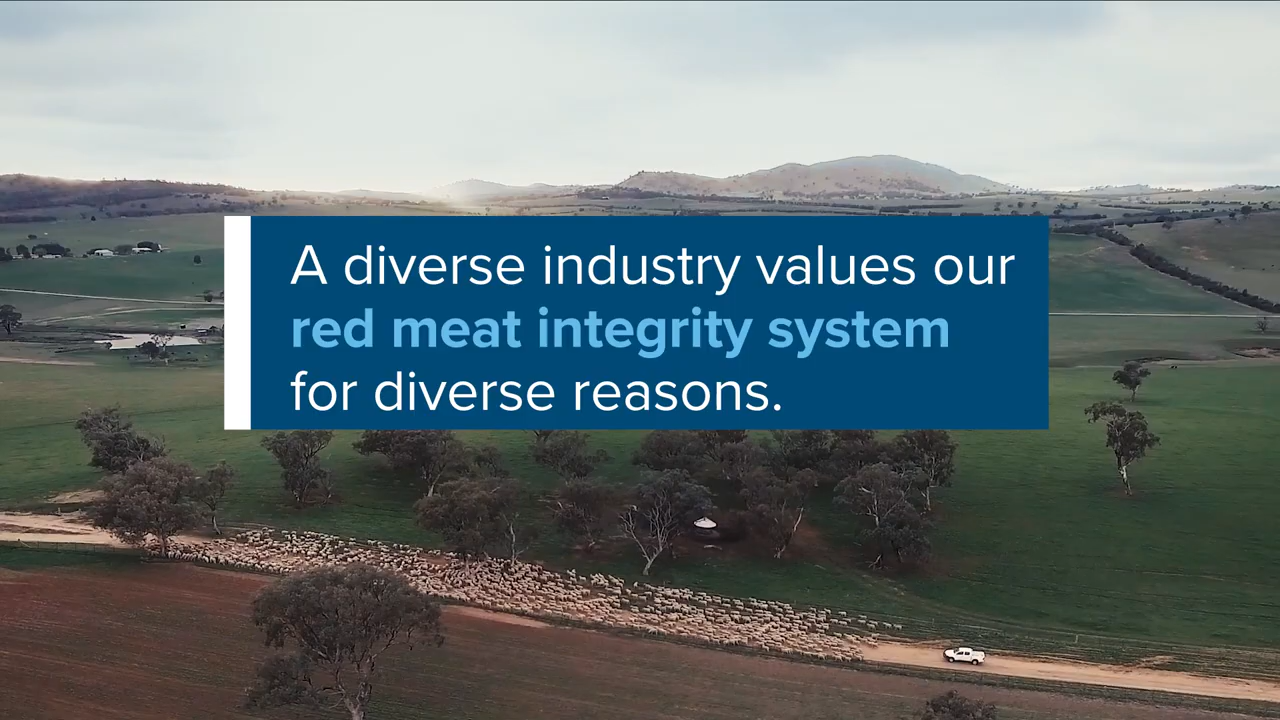 A diverse industry values our
red meat integrity system
for diverse reasons.